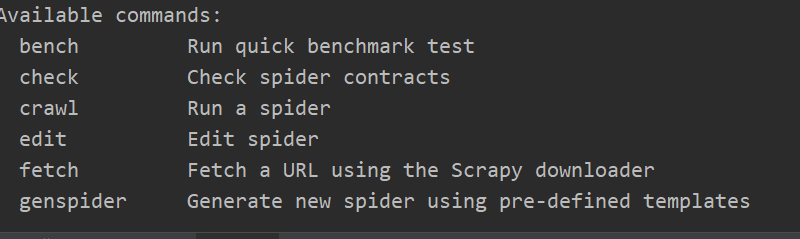 Available commands:
bench Run quick benchmark test
check Check spider contracts
crawl Run a spider
edit Edit spider
fetch Fetch a URL using the Scrapy downloader
genspider Generate new spider using pre-defined templates